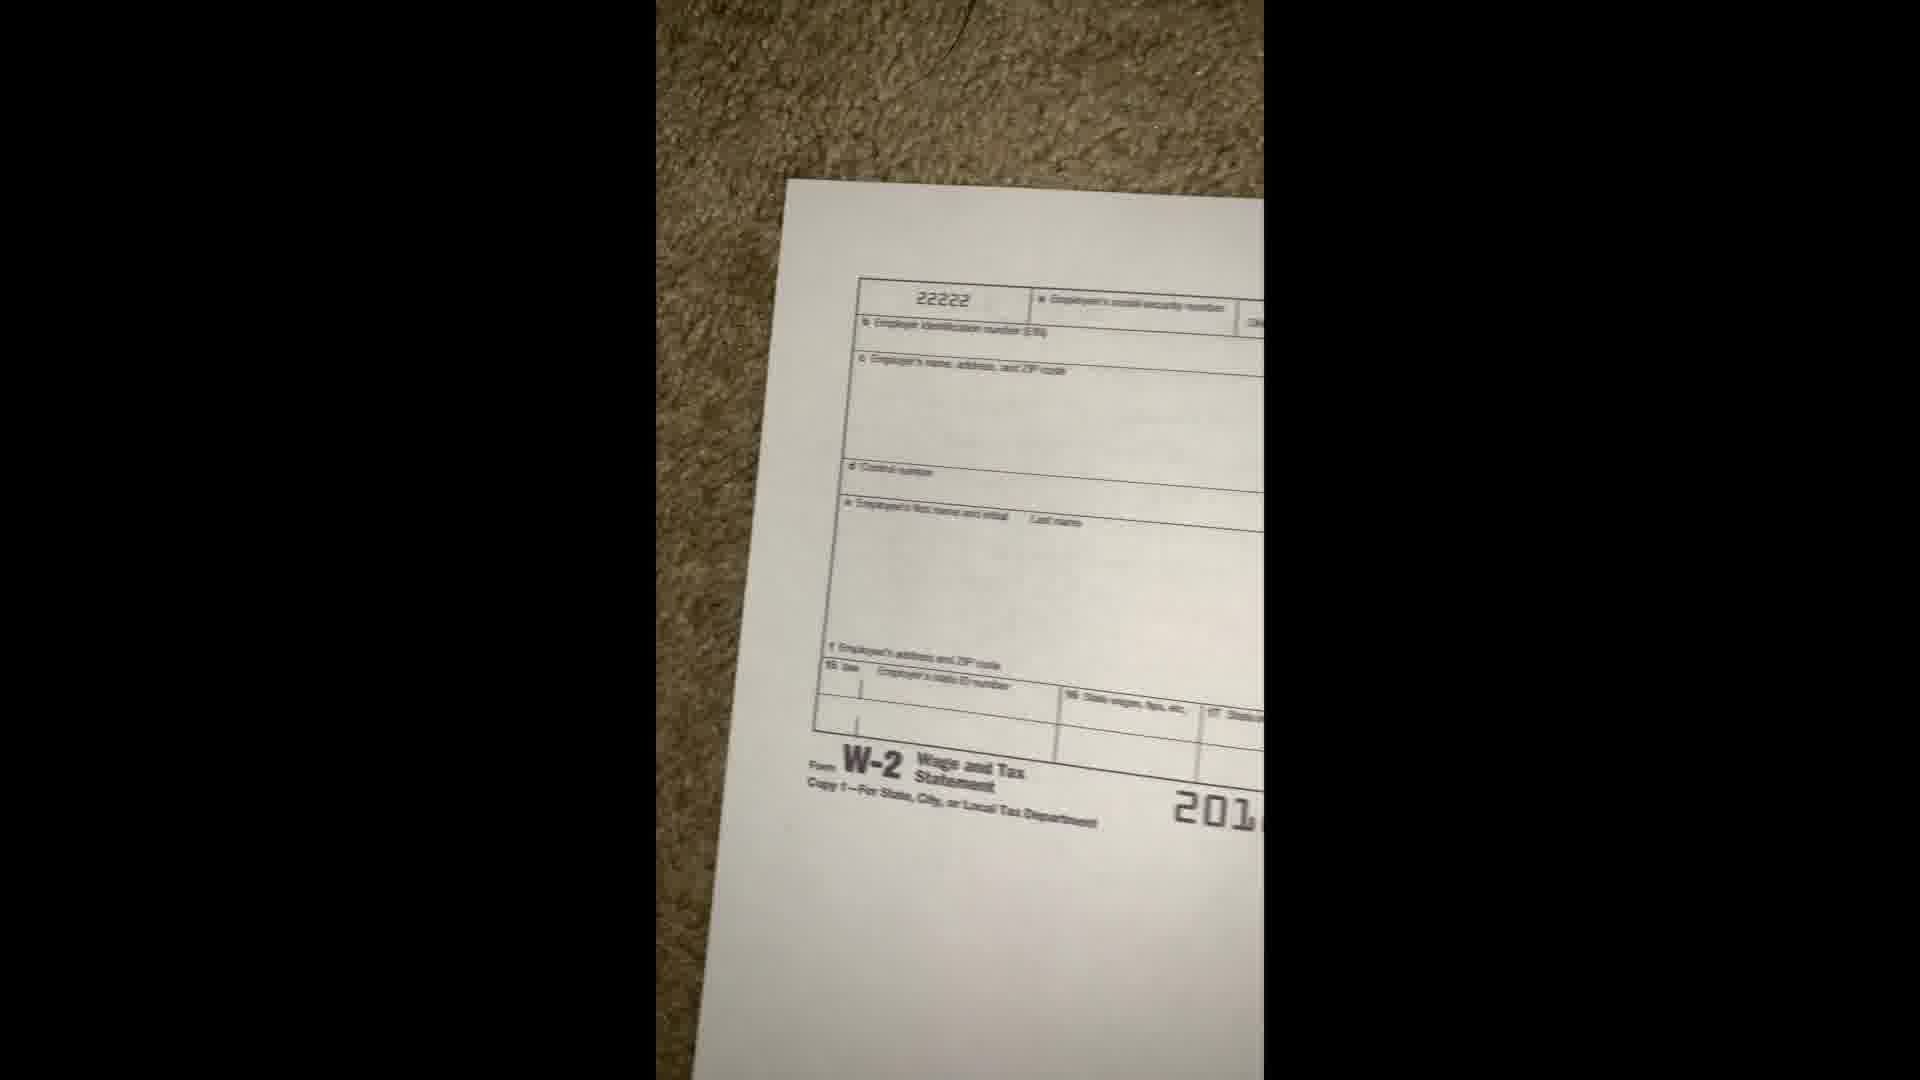 22222
a Employee's social security number
b Employer identification number (EIN)
c Employer's name, address, and ZIP code
d Control number
e Employee's first name and initial Last name
f Employee's address and ZIP code
15 State Employer's state ID number
16 State wages, tips, etc.
17 State
Form W-2 Wage and Tax Statement
201
Copy 1—For State, City, or Local Tax Department